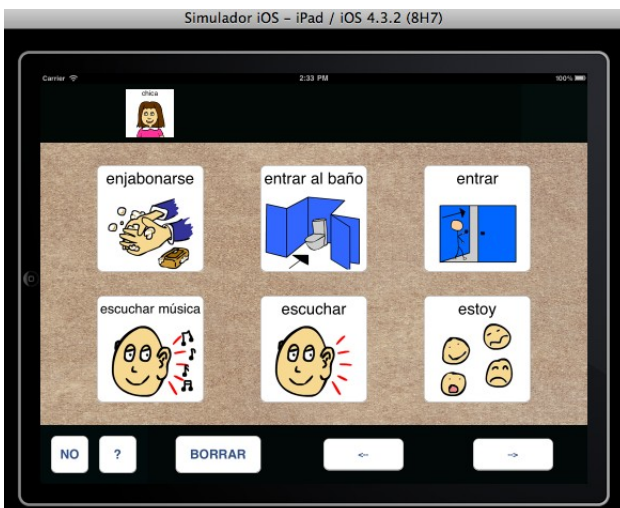 Simulador iOS – iPad / iOS 4.3.2 (8H7)
Carrier 2:33 PM 100%
chica
enjabonarse entrar al baño entrar
escuchar música escuchar estoy
NO ? BORRAR <-- -->